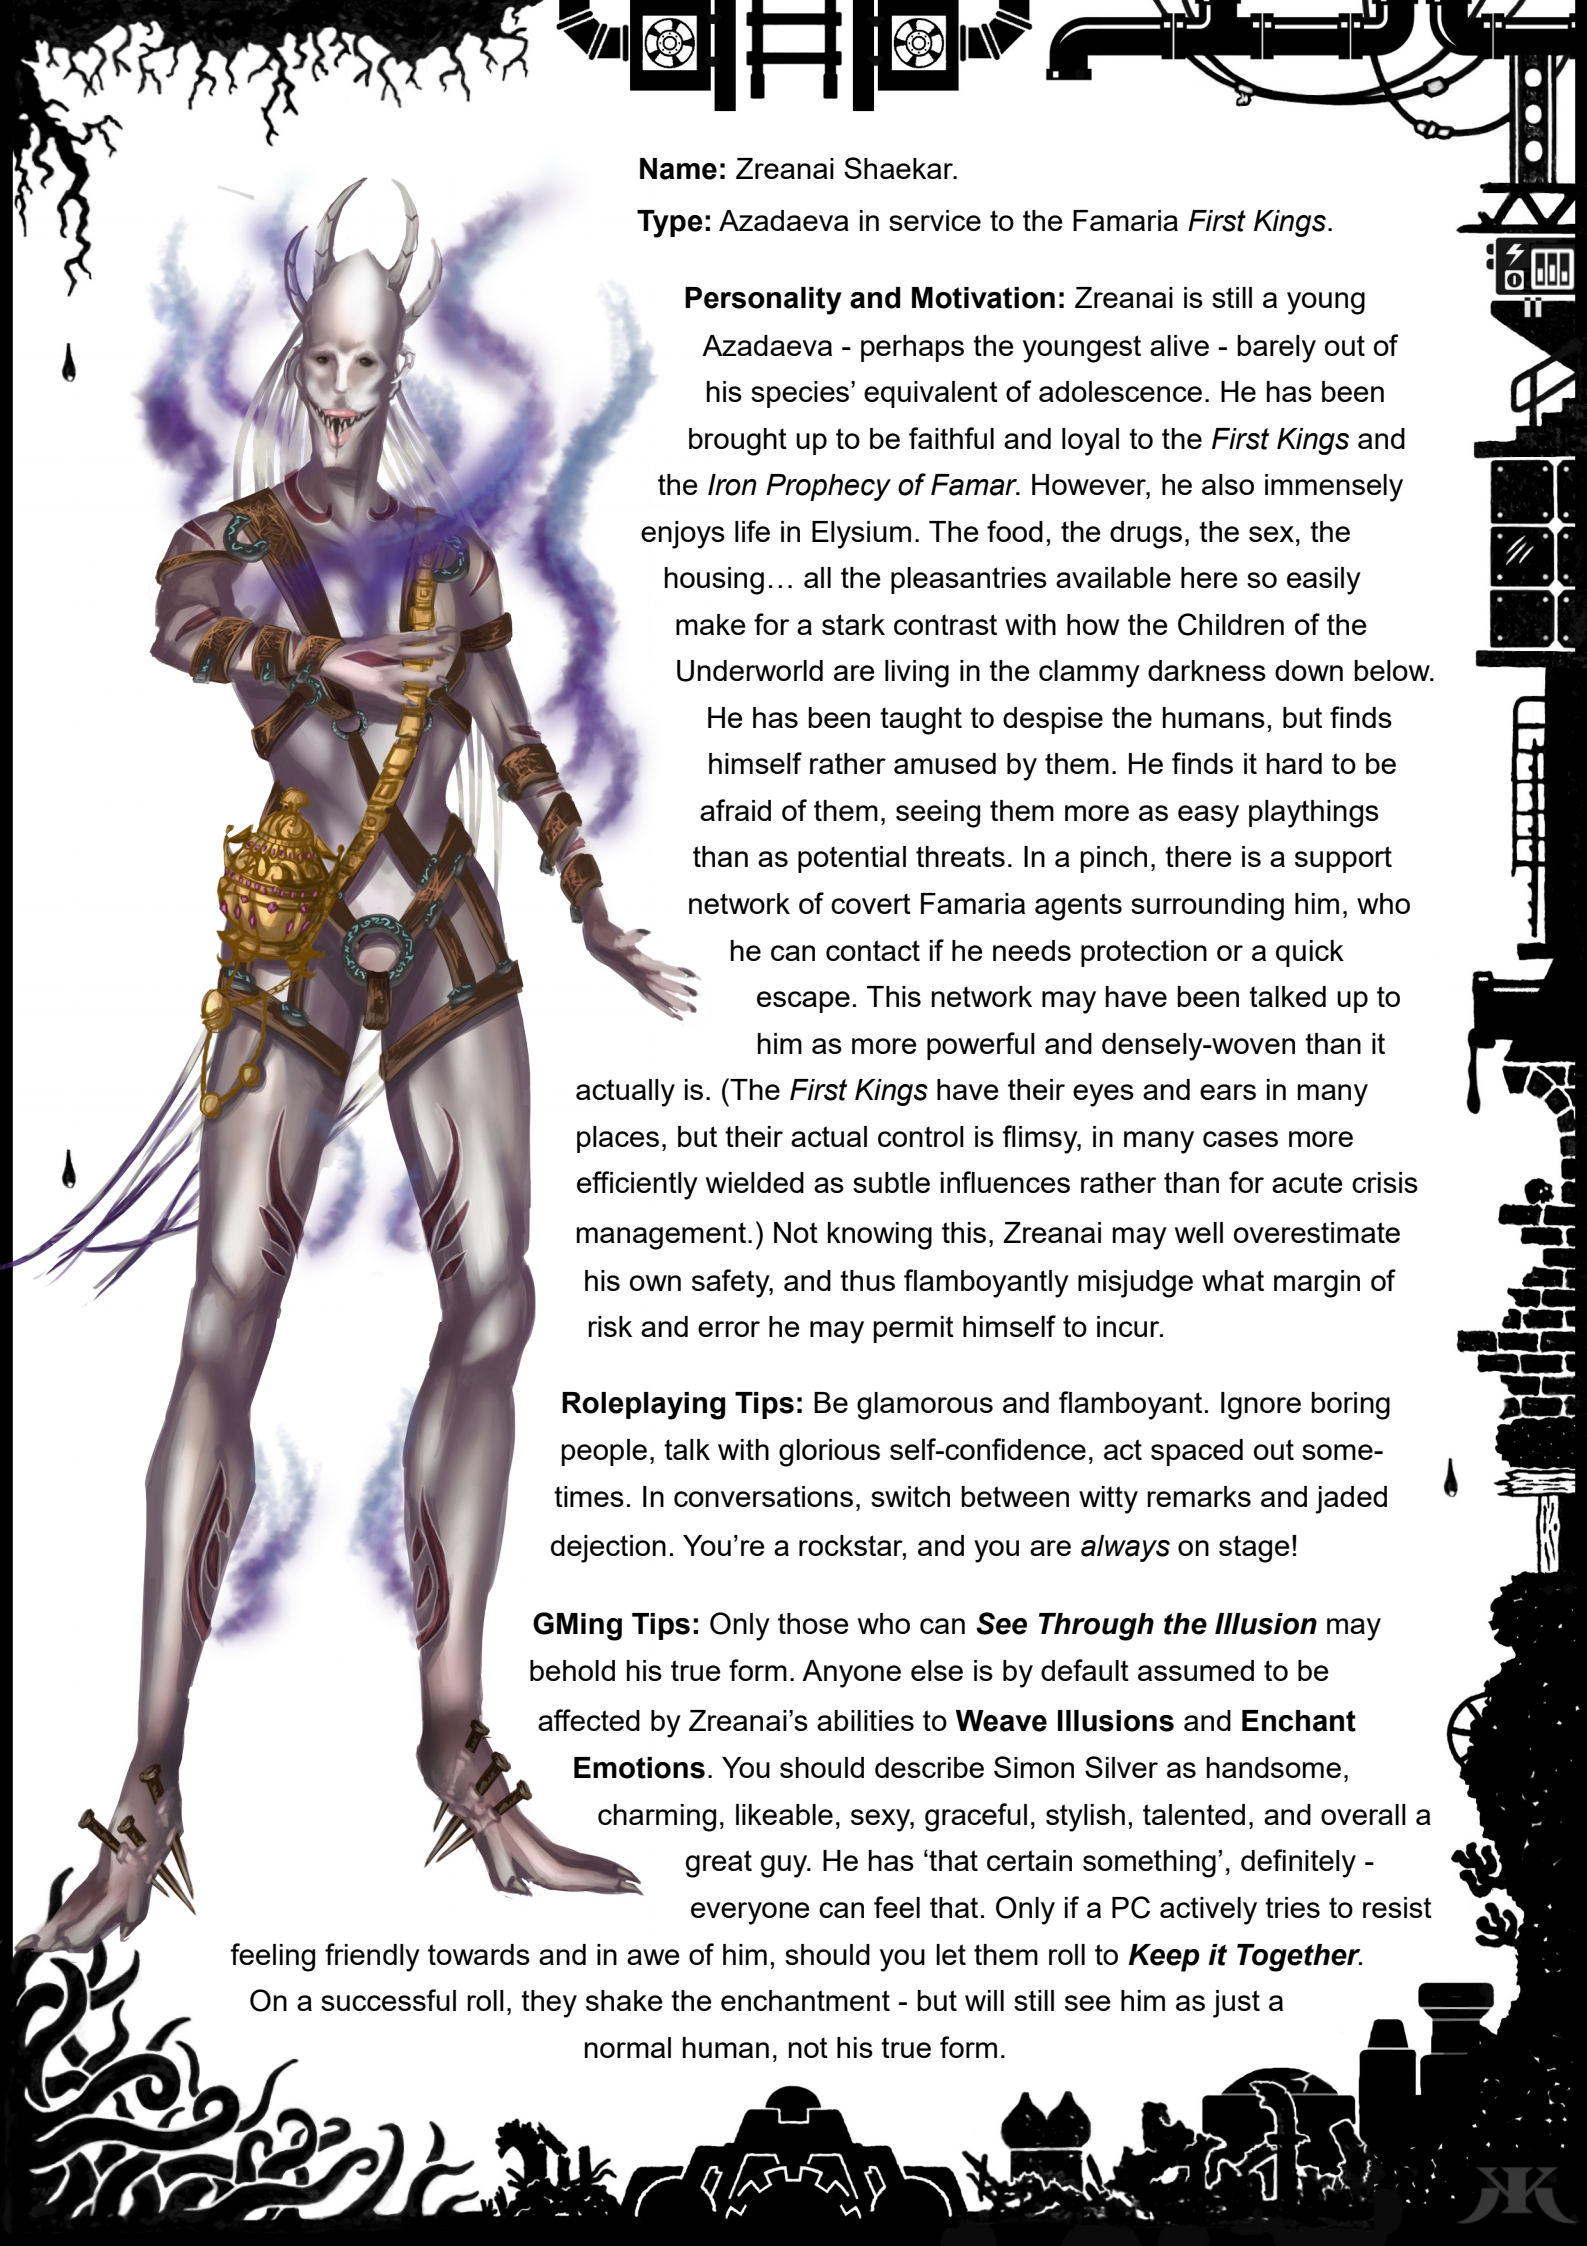 Name: Zreanai Shaekar.
Type: Azadaeva in service to the Famaria First Kings.
Personality and Motivation: Zreanai is still a young
Azadaeva - perhaps the youngest alive - barely out of
his species’ equivalent of adolescence. He has been
brought up to be faithful and loyal to the First Kings and
the Iron Prophecy of Famar. However, he also immensely
enjoys life in Elysium. The food, the drugs, the sex, the
housing… all the pleasantries available here so easily
make for a stark contrast with how the Children of the
Underworld are living in the clammy darkness down below.
He has been taught to despise the humans, but finds
himself rather amused by them. He finds it hard to be
afraid of them, seeing them more as easy playthings
than as potential threats. In a pinch, there is a support
network of covert Famaria agents surrounding him, who
he can contact if he needs protection or a quick
escape. This network may have been talked up to
him as more powerful and densely-woven than it
actually is. (The First Kings have their eyes and ears in many
places, but their actual control is flimsy, in many cases more
efficiently wielded as subtle influences rather than for acute crisis
management.) Not knowing this, Zreanai may well overestimate
his own safety, and thus flamboyantly misjudge what margin of
risk and error he may permit himself to incur.
Roleplaying Tips: Be glamorous and flamboyant. Ignore boring
people, talk with glorious self-confidence, act spaced out some-
times. In conversations, switch between witty remarks and jaded
dejection. You’re a rockstar, and you are always on stage!
GMing Tips: Only those who can See Through the Illusion may
behold his true form. Anyone else is by default assumed to be
affected by Zreanai’s abilities to Weave Illusions and Enchant
Emotions. You should describe Simon Silver as handsome,
charming, likeable, sexy, graceful, stylish, talented, and overall a
great guy. He has ‘that certain something’, definitely -
everyone can feel that. Only if a PC actively tries to resist
feeling friendly towards and in awe of him, should you let them roll to Keep it Together.
On a successful roll, they shake the enchantment - but will still see him as just a
normal human, not his true form.